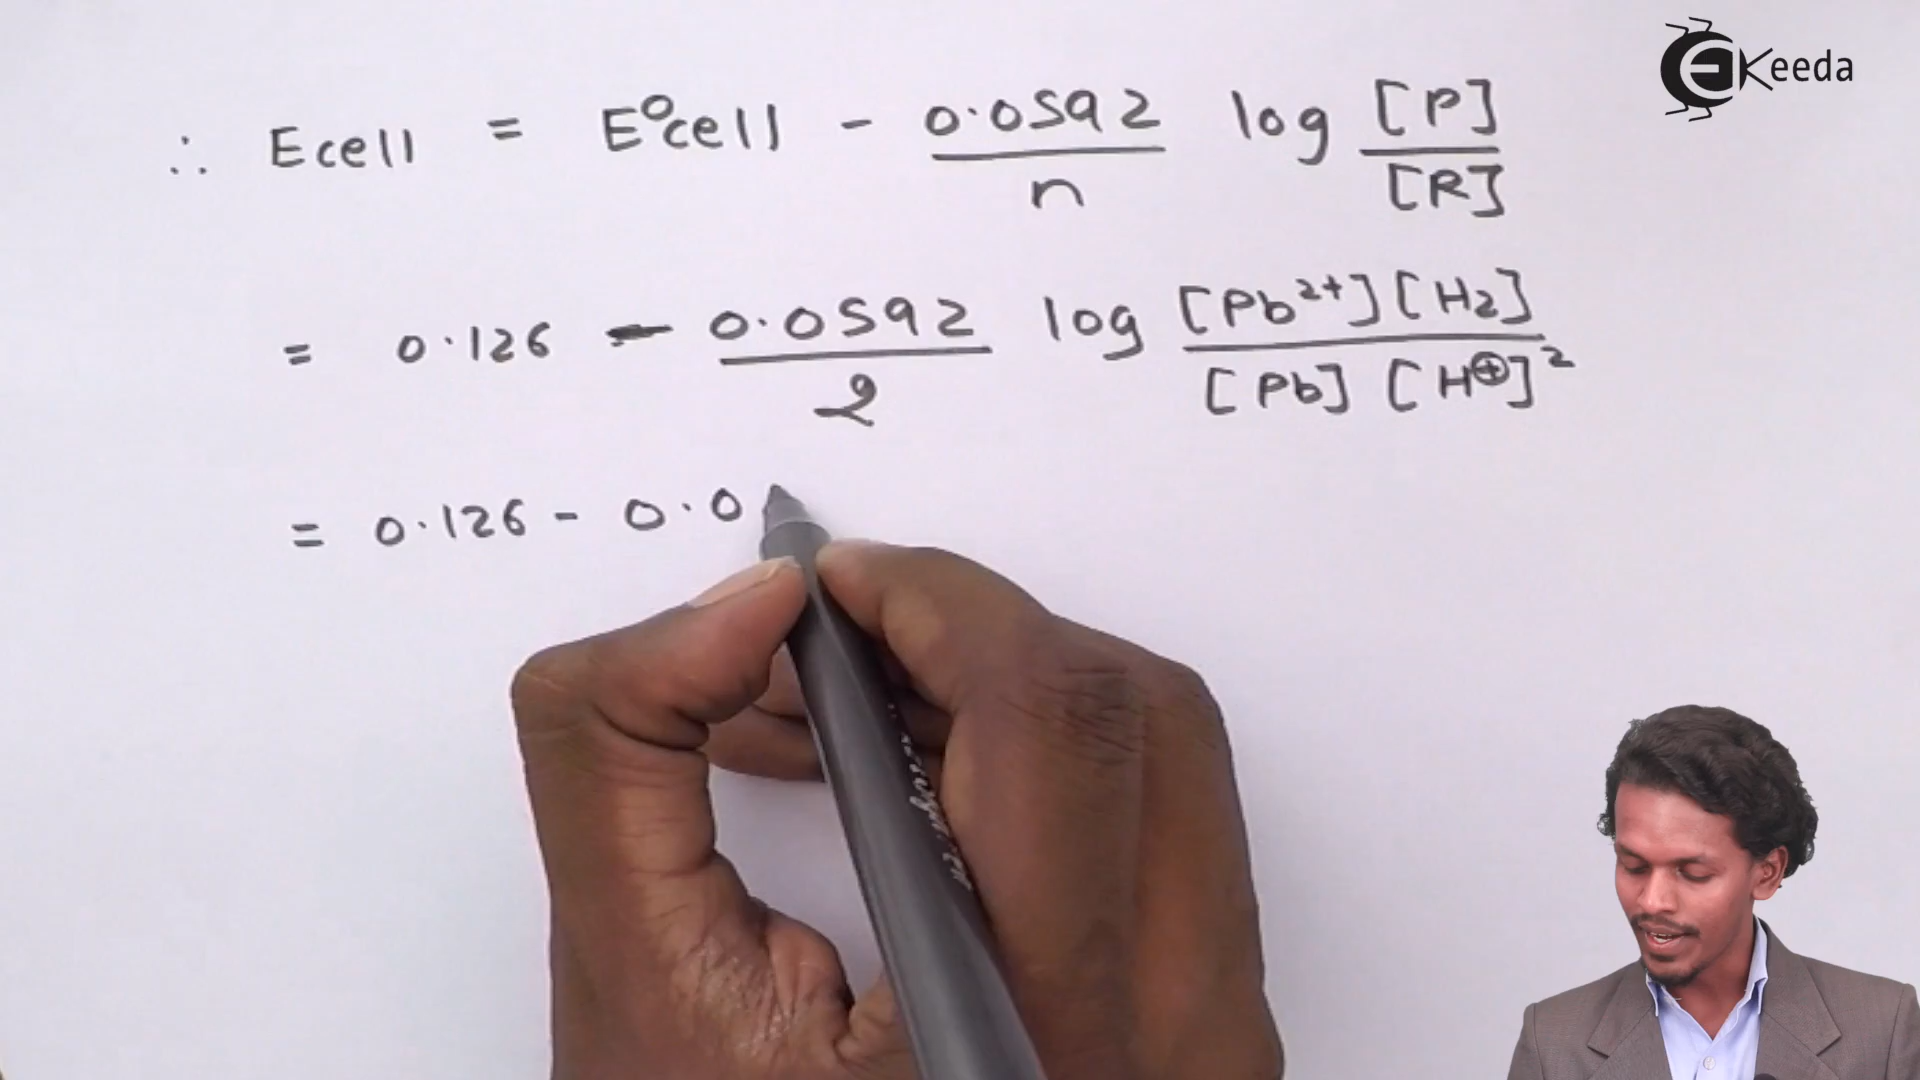 EKeeda
∴ Ecell = E°cell - 0.0592/n log [P]/[R]
= 0.126 - 0.0592/2 log [Pb²⁺][H₂]/[Pb][H⊕]²
= 0.126 - 0.0